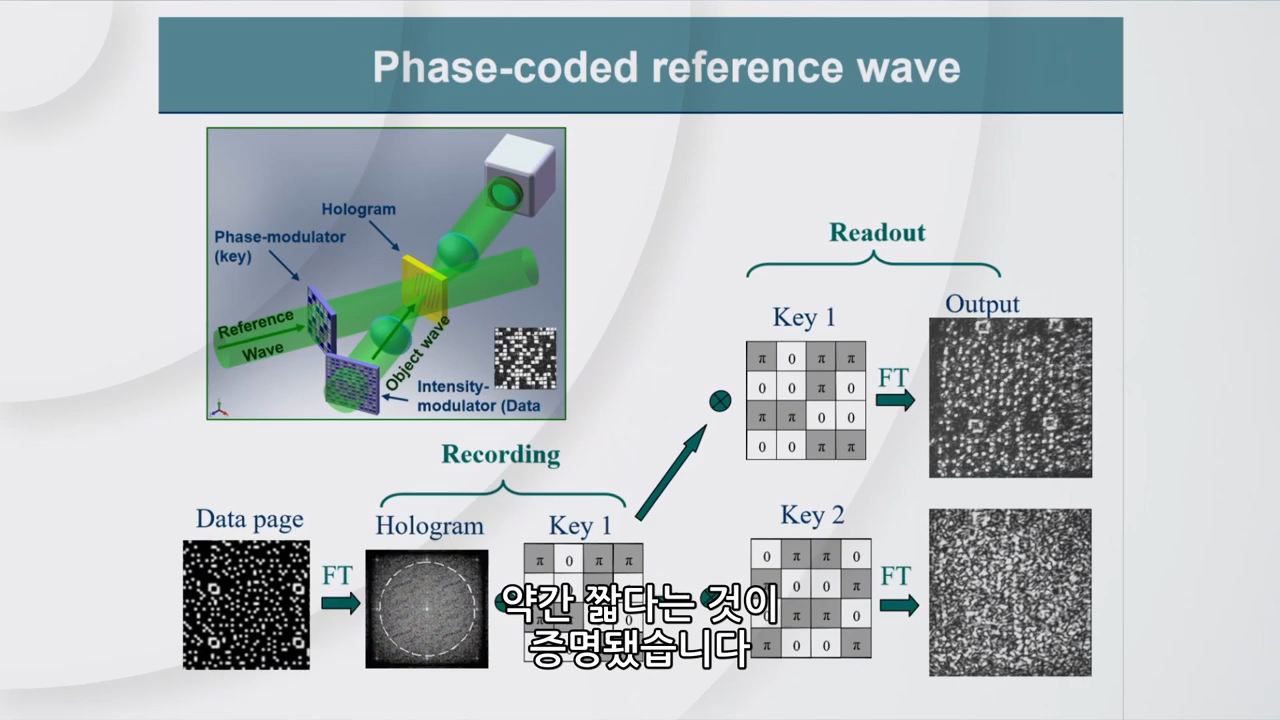 Phase-coded reference wave
Hologram
Phase-modulator
(key)
Reference
Wave
Object wave
Intensity-
modulator (Data
Readout
Key 1
Output
π 0 π π
0 0 π 0
π π 0 0
0 0 π π
FT
Recording
Data page
Hologram
Key 1
FT
π 0 π π
Key 2
0 π π 0
π 0 0 π
0 π π 0
π 0 0 π
FT
약간 짧다는 것이
증명됐습니다